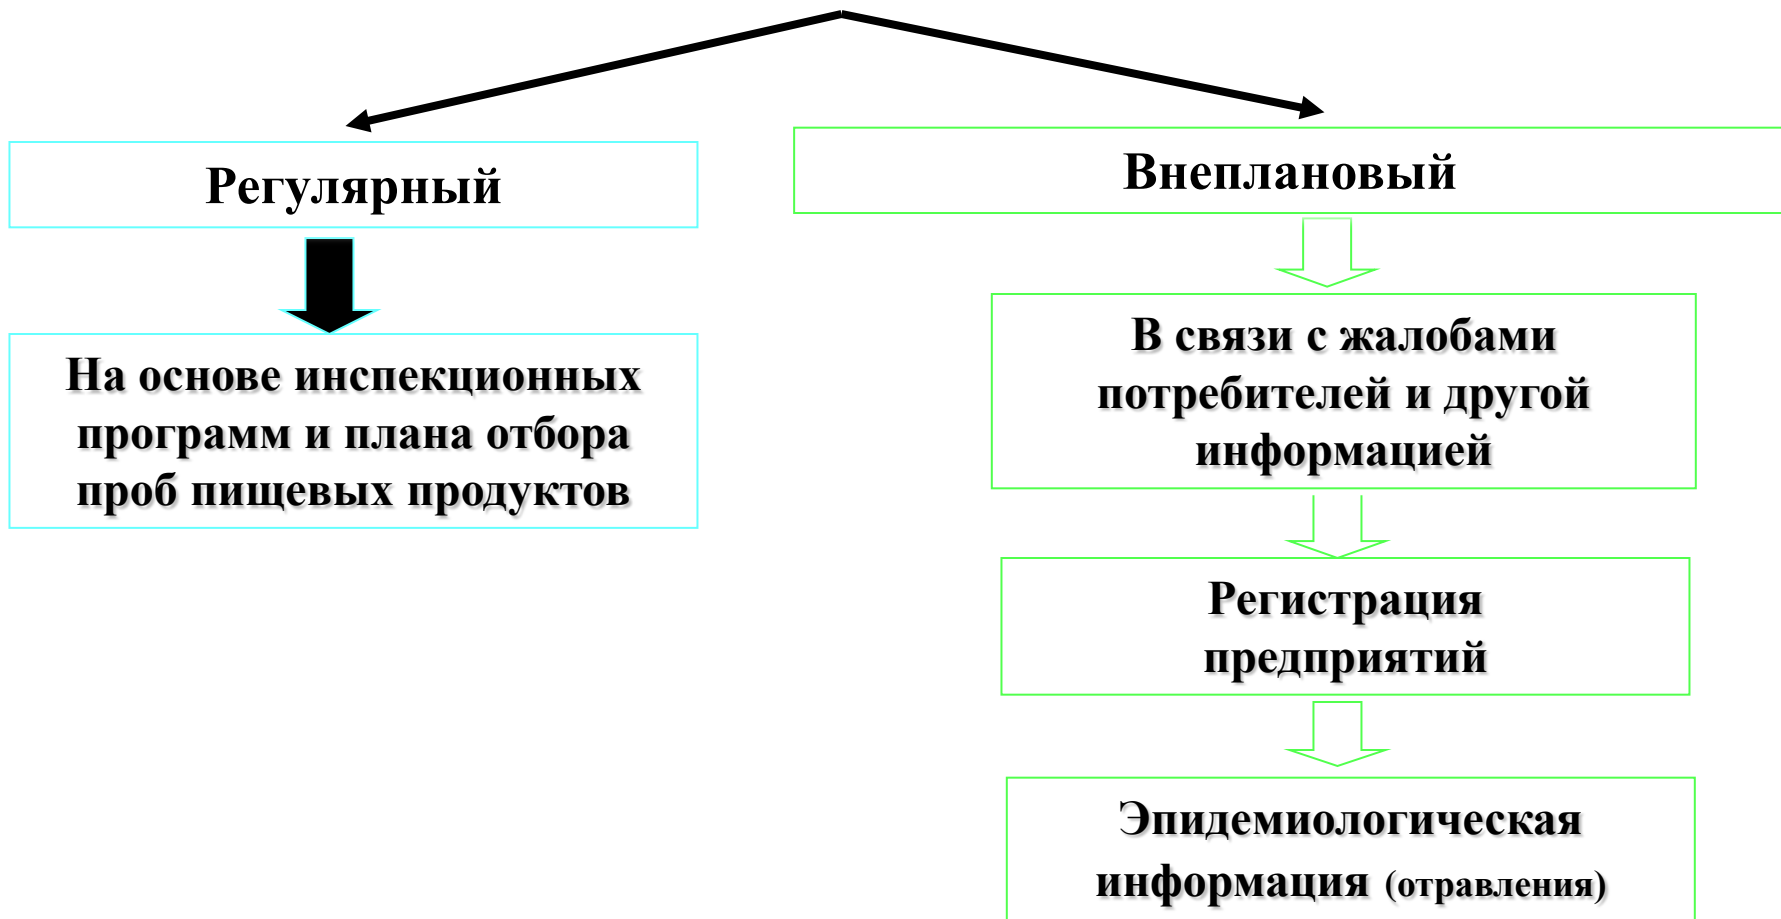 Регулярный
Внеплановый
На основе инспекционных
программ и плана отбора
проб пищевых продуктов
В связи с жалобами
потребителей и другой
информацией
Регистрация
предприятий
Эпидемиологическая
информация (отравления)